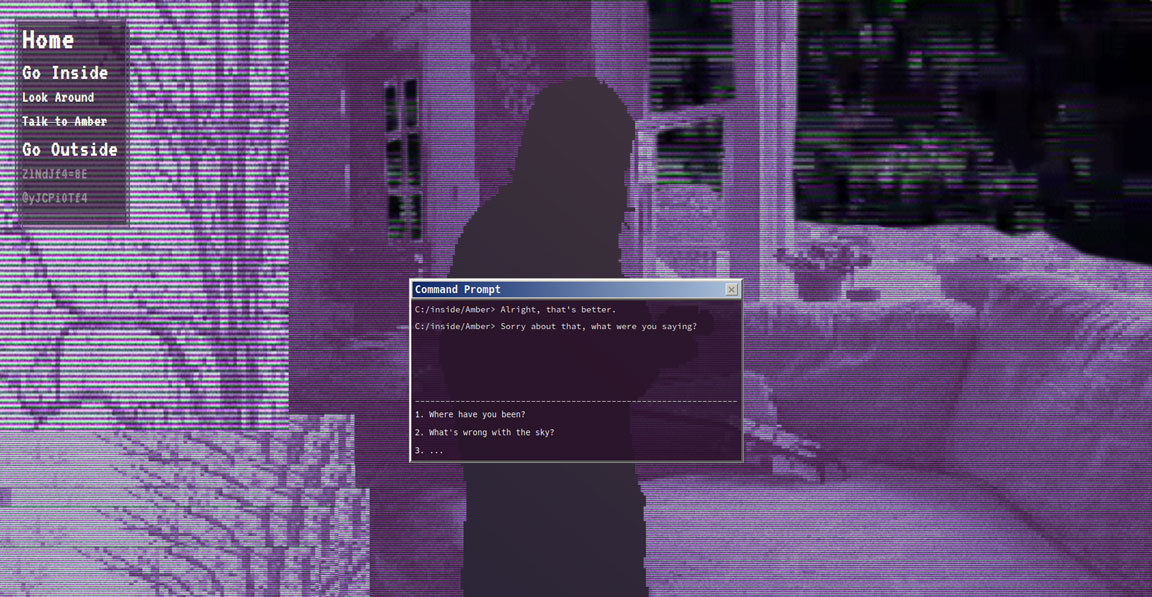 Home
Go Inside
Look Around
Talk to Amber
Go Outside
ZlNdJf4=8E
@yJCPiOTf4
Command Prompt
C:/inside/Amber> Alright, that's better.
C:/inside/Amber> Sorry about that, what were you saying?
1. Where have you been?
2. What's wrong with the sky?
3. ...